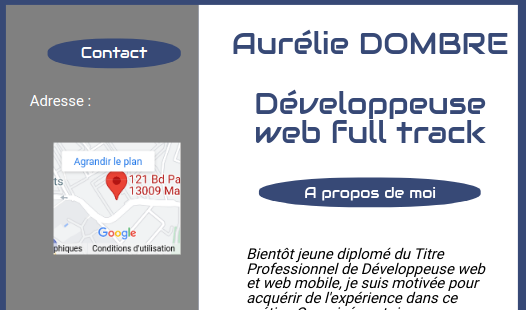 Contact
Adresse :
Agrandir le plan
121 Bd Pa
13009 Ma
Google
phiques Conditions d'utilisation
Aurélie DOMBRE
Développeuse
web full track
A propos de moi
Bientôt jeune diplomé du Titre
Professionnel de Développeuse web
et web mobile, je suis motivée pour
acquérir de l'expérience dans ce